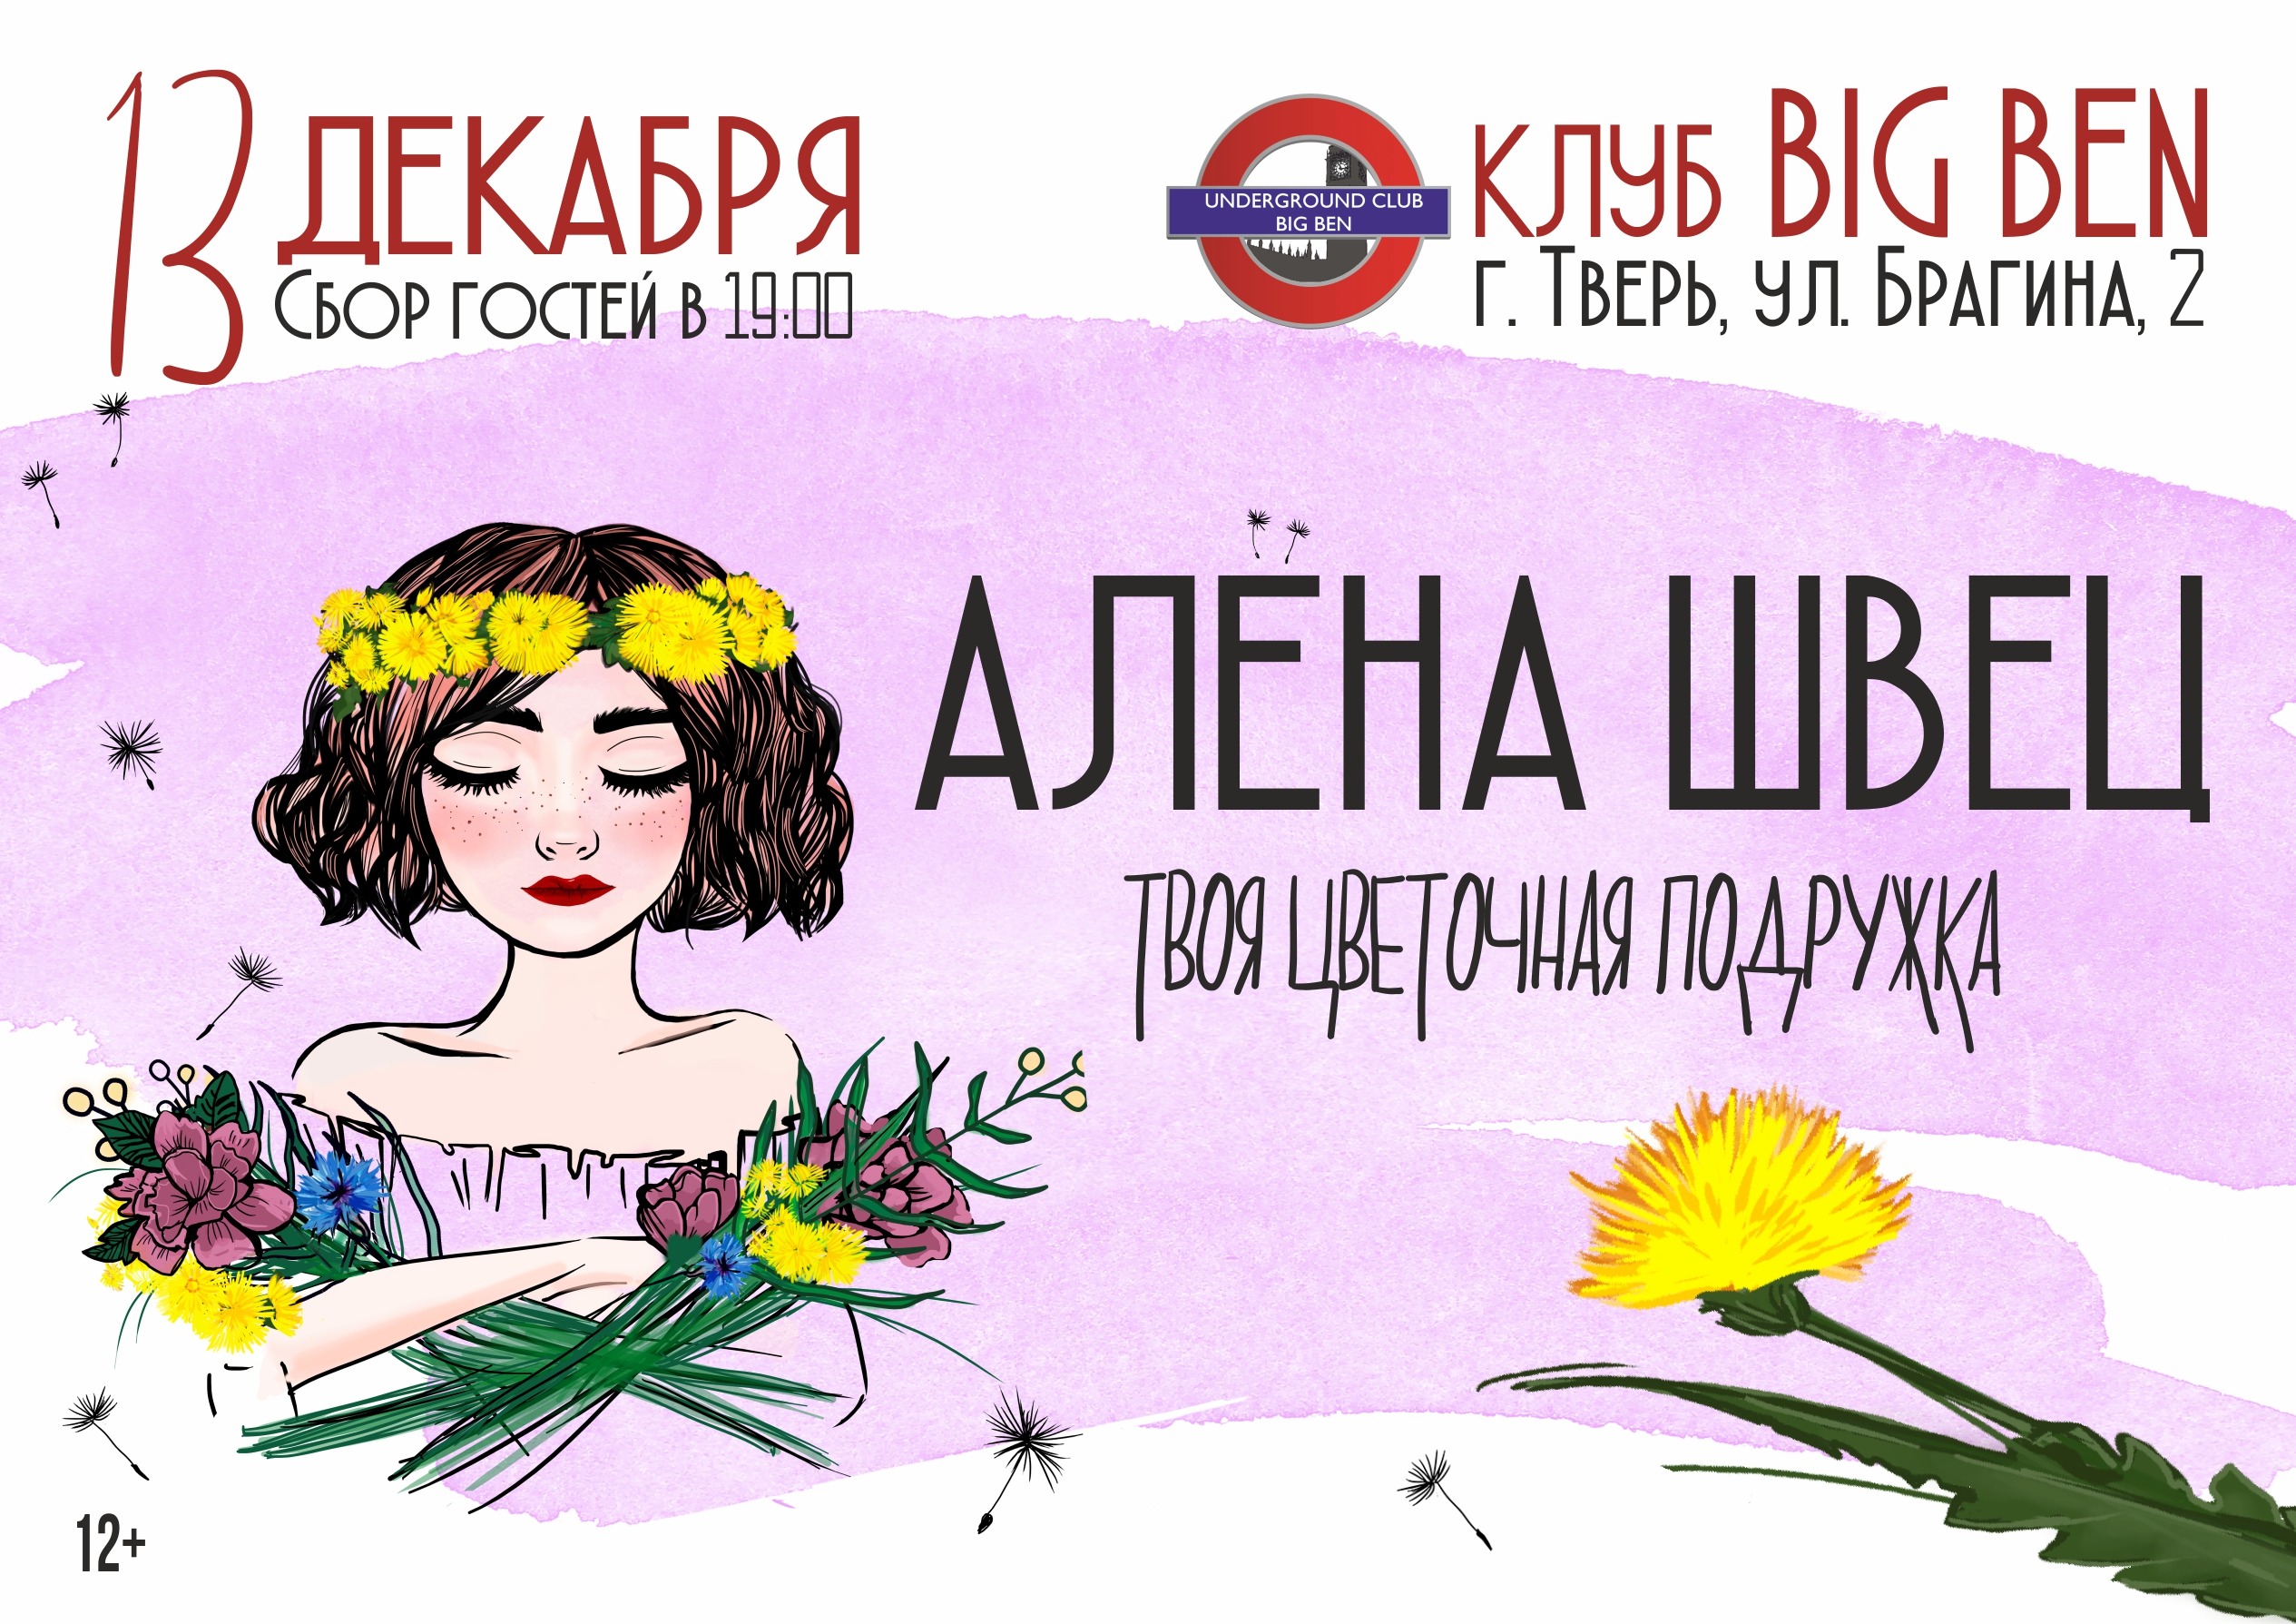 13 ДЕКАБРЯ
Сбор гостей в 19:00
UNDERGROUND CLUB
BIG BEN
КЛУБ BIG BEN
г. Тверь, ул. Брагина, 2
АЛЁНА ШВЕЦ
ТВОЯ ЦВЕТОЧНАЯ ПОДРУЖКА
12+